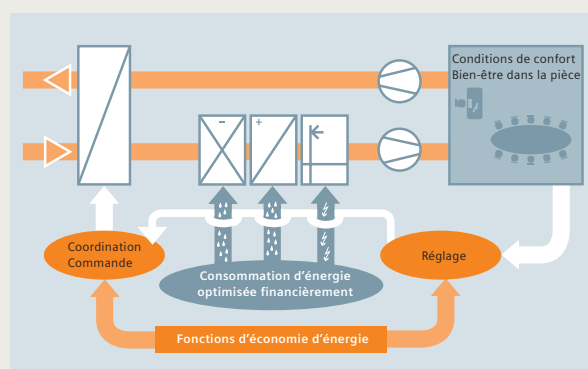 Conditions de confort
Bien-être dans la pièce
Coordination
Commande
Réglage
Consommation d'énergie
optimisée financièrement
Fonctions d'économie d'énergie